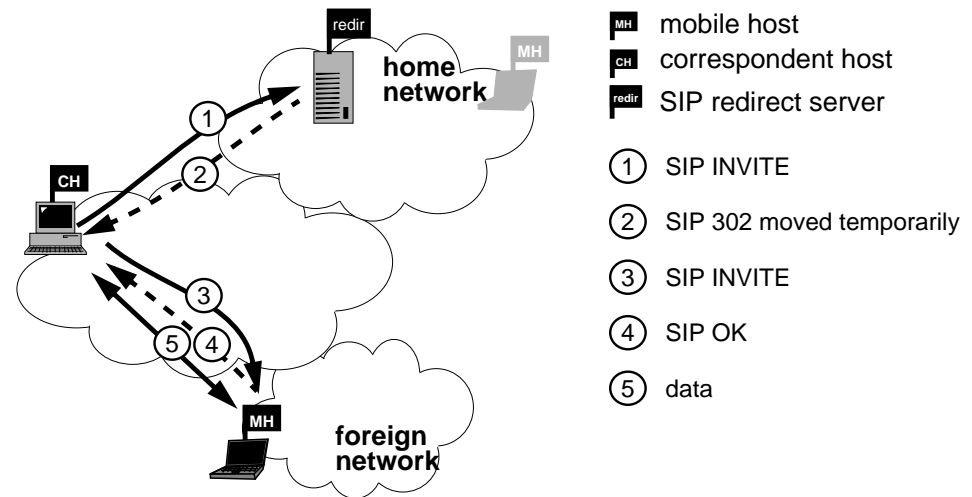 redir
home
network
MH
1
2
CH
3
4
5
MH
foreign
network
MH mobile host
CH correspondent host
redir SIP redirect server
1 SIP INVITE
2 SIP 302 moved temporarily
3 SIP INVITE
4 SIP OK
5 data